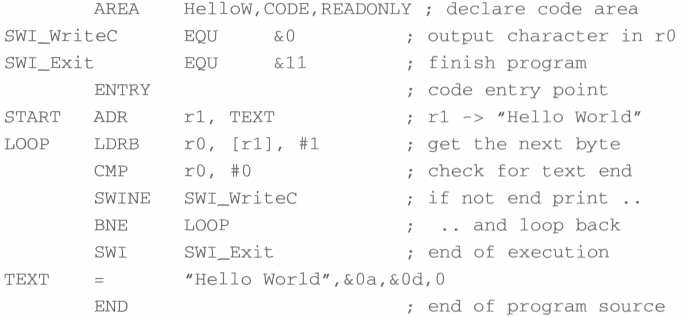 AREA HelloW,CODE,READONLY ; declare code area
SWI_WriteC EQU &0 ; output character in r0
SWI_Exit EQU &11 ; finish program
ENTRY ; code entry point
START ADR r1, TEXT ; r1 -> "Hello World"
LOOP LDRB r0, [r1], #1 ; get the next byte
CMP r0, #0 ; check for text end
SWINE SWI_WriteC ; if not end print ..
BNE LOOP ; .. and loop back
SWI SWI_Exit ; end of execution
TEXT = "Hello World",&0a,&0d,0
END ; end of program source